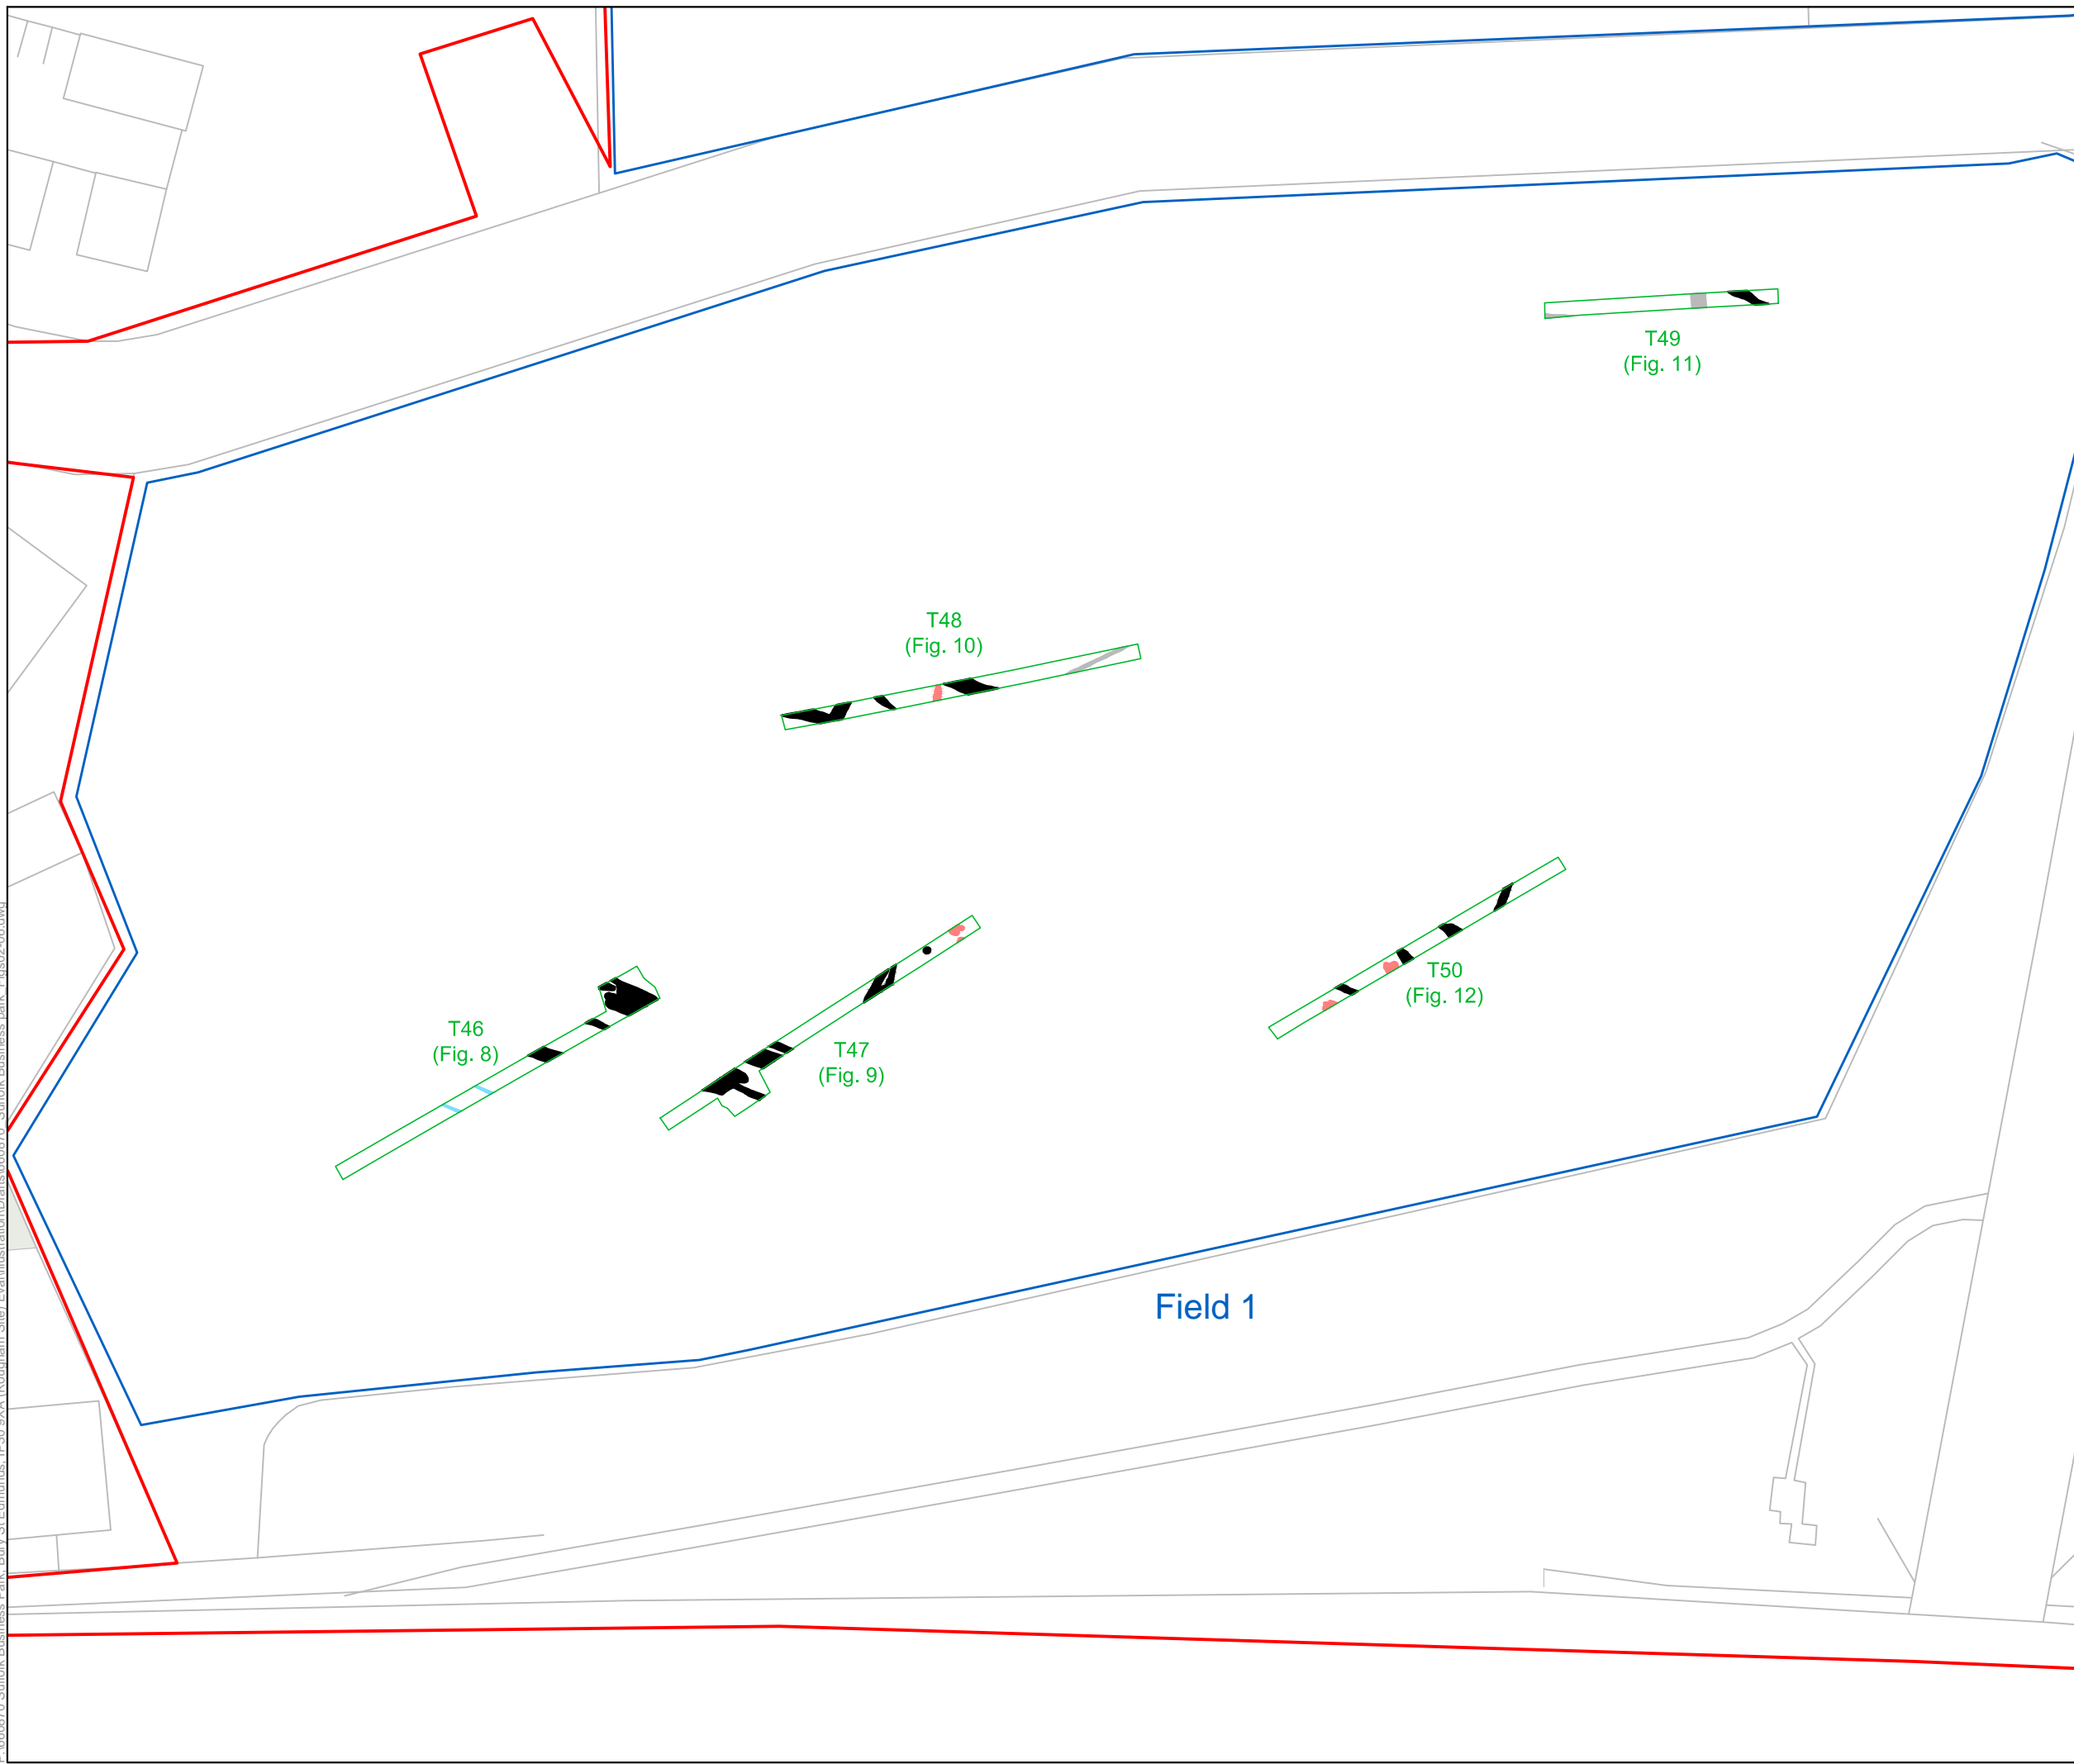 T49
(Fig. 11)
T48
(Fig. 10)
T50
(Fig. 12)
T46
(Fig. 8)
T47
(Fig. 9)
Field 1